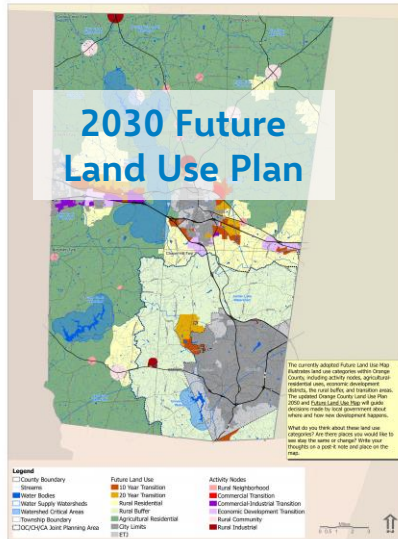 2030 Future
Land Use Plan
The currently adopted Future Land Use Map
illustrates land use categories within Orange
County, including activity nodes, agricultural-
residential uses, economic development
districts, the rural buffer, and transition areas.
The updated Orange County Land Use Plan
2050 and Future Land Use Map will guide
decisions made by local government about
where and how new development happens.
What do you think about these land use
categories? Are there places you would like to
see stay the same or change? Write your
thoughts on a post it note and place on the
map.
Legend
County Boundary
Streams
Water Bodies
Water Supply Watersheds
Watershed Critical Areas
Township Boundary
OC/CH/CA Joint Planning Area
Future Land Use
10 Year Transition
20 Year Transition
Rural Residential
Rural Buffer
Agricultural Residential
City Limits
ETJ
Activity Nodes
Rural Neighborhood
Commercial Transition
Commercial-Industrial Transition
Economic Development Transition
Rural Community
Rural Industrial
Miles